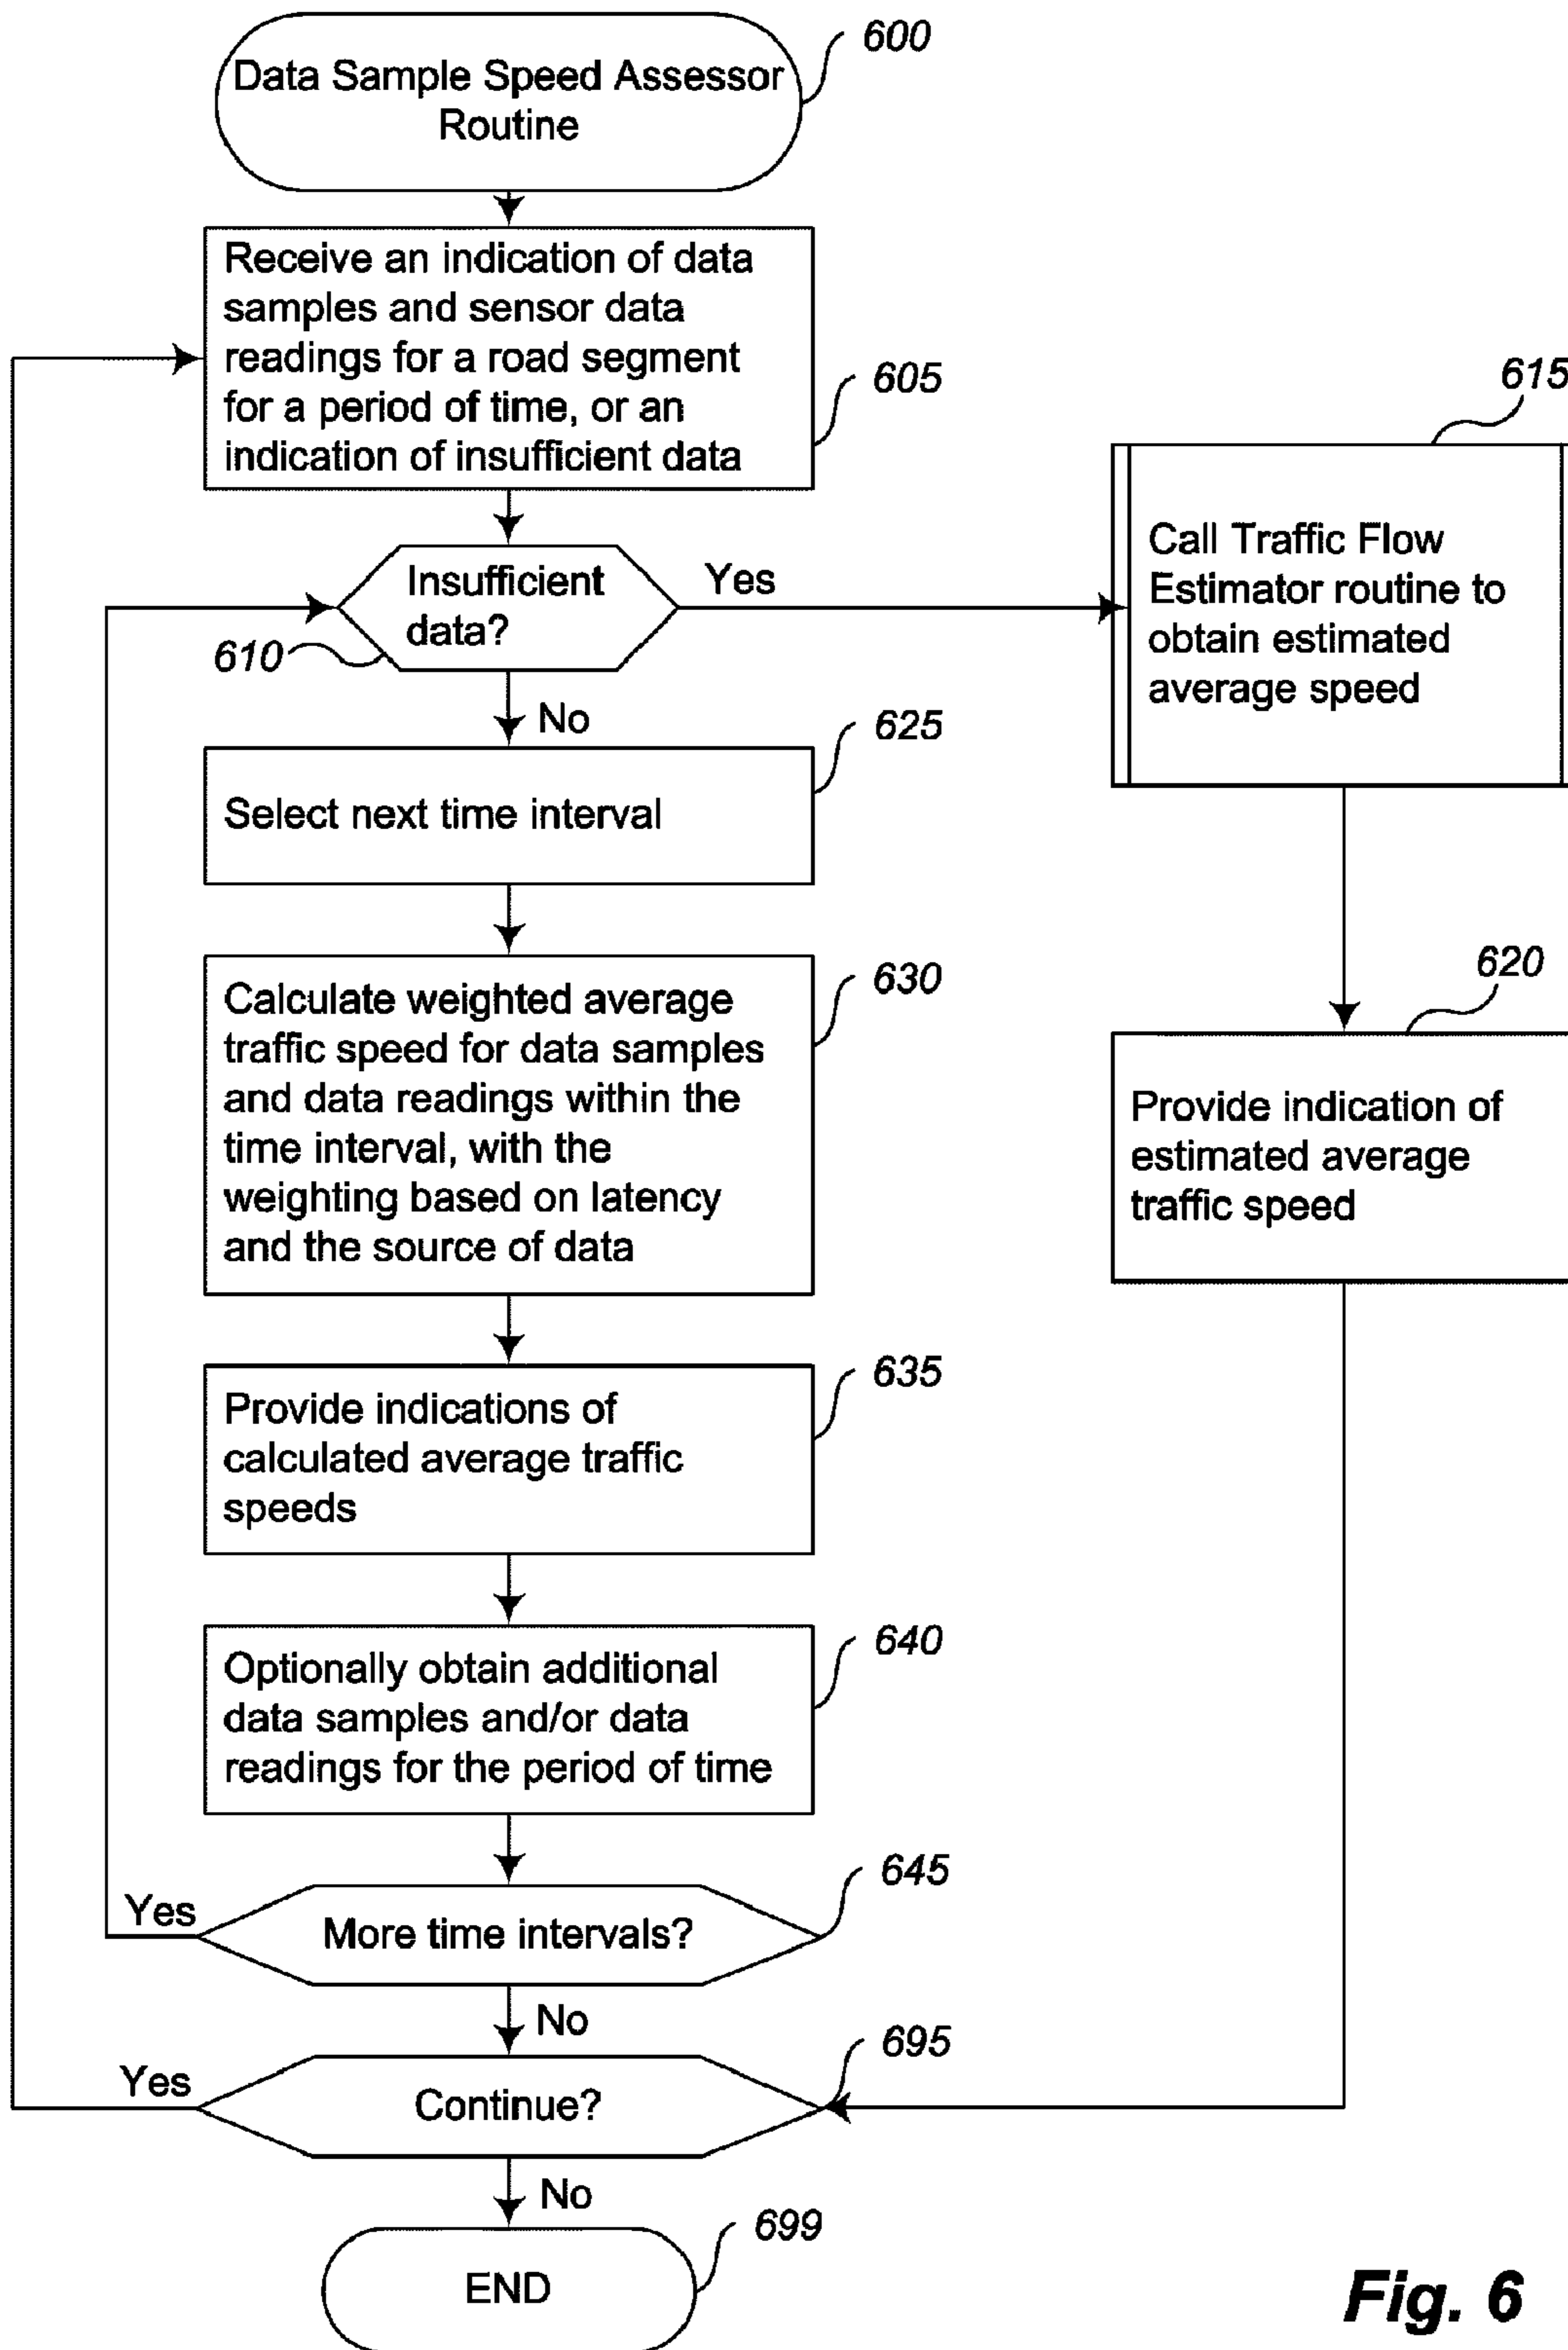 Data Sample Speed Assessor
Routine
600
Receive an indication of data
samples and sensor data
readings for a road segment
for a period of time, or an
indication of insufficient data
605
Insufficient
data?
610
Yes
No
615
Call Traffic Flow
Estimator routine to
obtain estimated
average speed
620
Provide indication of
estimated average
traffic speed
625
Select next time interval
630
Calculate weighted average
traffic speed for data samples
and data readings within the
time interval, with the
weighting based on latency
and the source of data
635
Provide indications of
calculated average traffic
speeds
640
Optionally obtain additional
data samples and/or data
readings for the period of time
645
More time intervals?
Yes
No
695
Continue?
Yes
No
699
END
Fig. 6